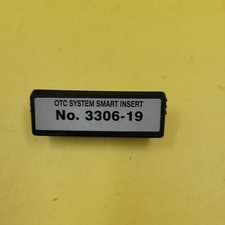 OTC SYSTEM SMART INSERT
No. 3306-19